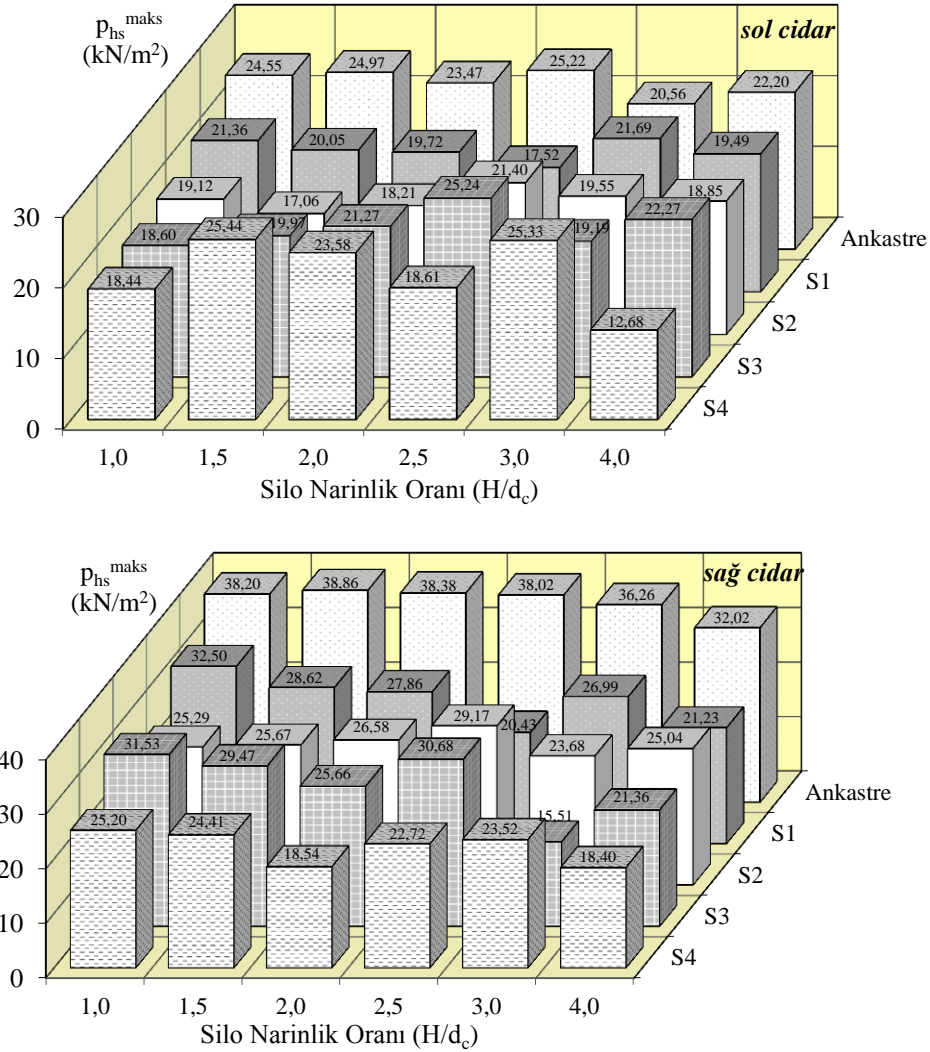 p_hs^maks
(kN/m²)
sol cidar
24,55 24,97 23,47 25,22 20,56 22,20
21,36 20,05 19,72 17,52 21,69 19,49
19,12 17,06 18,21 21,40 19,55 18,85
18,60 21,27 25,24 19,19 22,27
18,44 25,44 23,58 18,61 25,33 12,68
30
20
10
0
Ankastre
S1
S2
S3
S4
1,0 1,5 2,0 2,5 3,0 4,0
Silo Narinlik Oranı (H/d_c)
p_hs^maks
(kN/m²)
sağ cidar
38,20 38,86 38,38 38,02 36,26 32,02
32,50 28,62 27,86 20,43 26,99 21,23
25,29 25,67 26,58 29,17 23,68 25,04
31,53 29,47 25,66 30,68 15,51 21,36
25,20 24,41 18,54 22,72 23,52 18,40
40
30
20
10
0
Ankastre
S1
S2
S3
S4
1,0 1,5 2,0 2,5 3,0 4,0
Silo Narinlik Oranı (H/d_c)